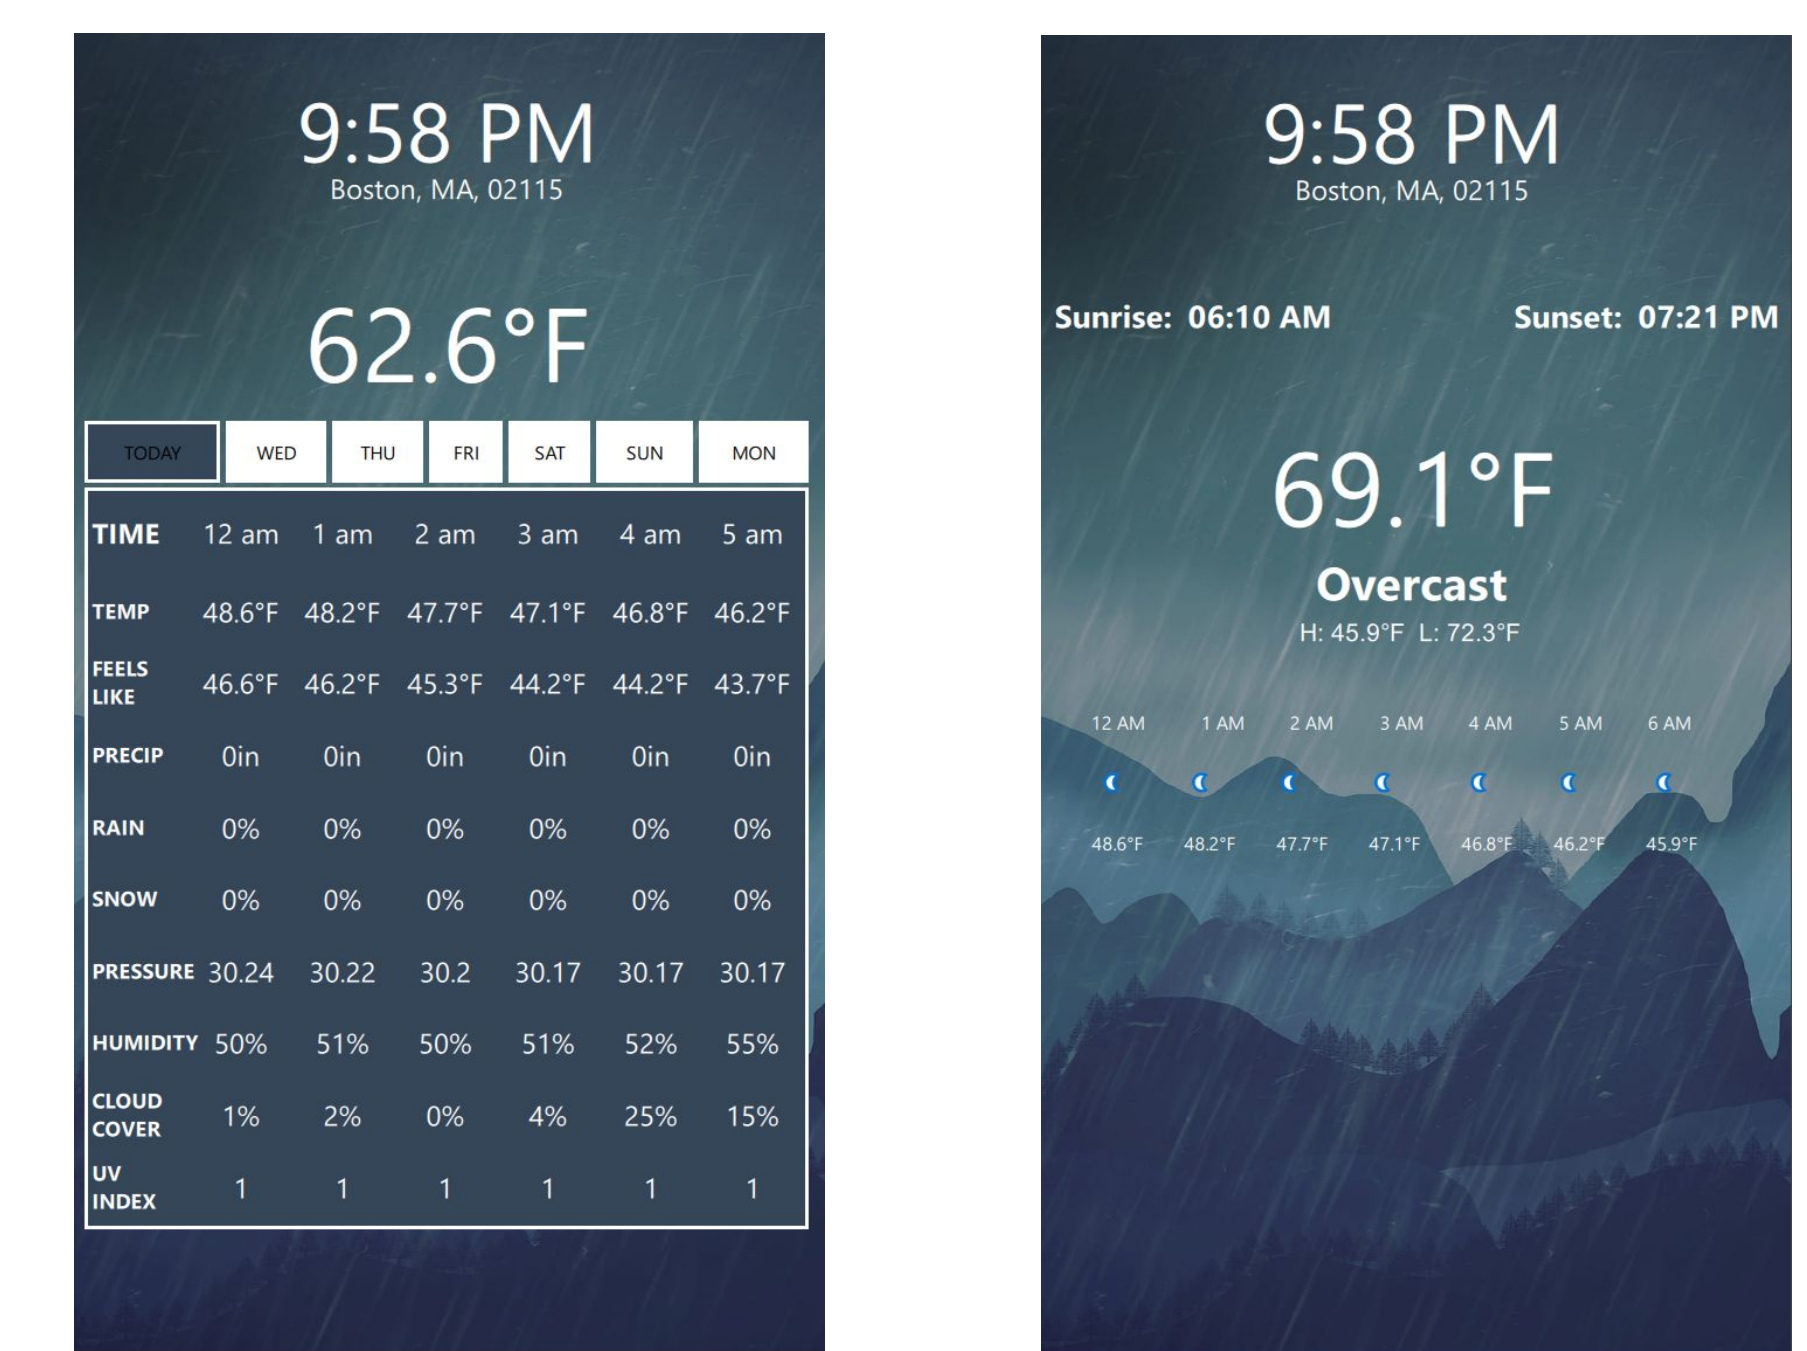 9:58 PM
Boston, MA, 02115
62.6°F
TODAY WED THU FRI SAT SUN MON
TIME 12 am 1 am 2 am 3 am 4 am 5 am
TEMP 48.6°F 48.2°F 47.7°F 47.1°F 46.8°F 46.2°F
FEELS
LIKE 46.6°F 46.2°F 45.3°F 44.2°F 44.2°F 43.7°F
PRECIP 0in 0in 0in 0in 0in 0in
RAIN 0% 0% 0% 0% 0% 0%
SNOW 0% 0% 0% 0% 0% 0%
PRESSURE 30.24 30.22 30.2 30.17 30.17 30.17
HUMIDITY 50% 51% 50% 51% 52% 55%
CLOUD
COVER 1% 2% 0% 4% 25% 15%
UV
INDEX 1 1 1 1 1 1
9:58 PM
Boston, MA, 02115
Sunrise: 06:10 AM Sunset: 07:21 PM
69.1°F
Overcast
H: 45.9°F L: 72.3°F
12 AM 1 AM 2 AM 3 AM 4 AM 5 AM 6 AM
48.6°F 48.2°F 47.7°F 47.1°F 46.8°F 46.2°F 45.9°F